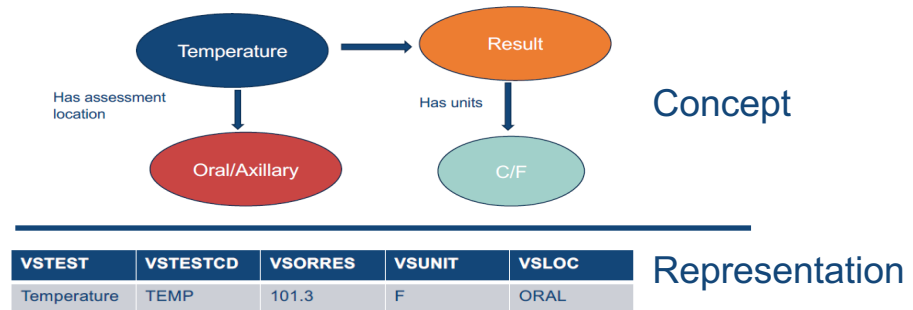 Temperature
Result
Has assessment
location
Has units
Concept
Oral/Axillary
C/F
VSTEST VSTESTCD VSORRES VSUNIT VSLOC
Temperature TEMP 101.3 F ORAL
Representation